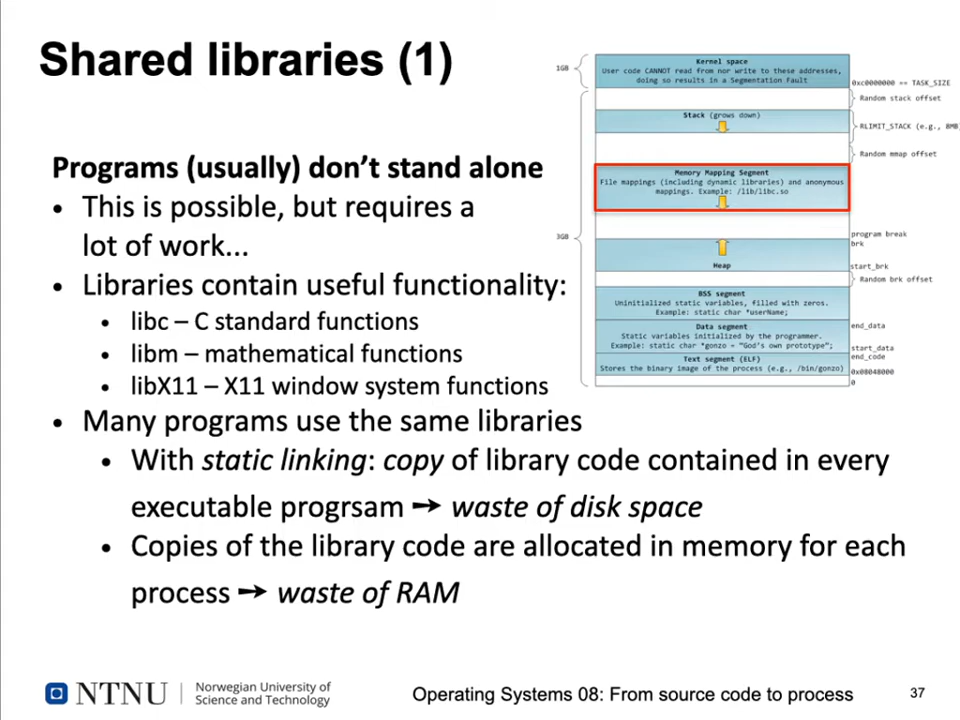 Shared libraries (1)
Programs (usually) don't stand alone
• This is possible, but requires a
lot of work...
• Libraries contain useful functionality:
• libc – C standard functions
• libm – mathematical functions
• libX11 – X11 window system functions
• Many programs use the same libraries
• With static linking: copy of library code contained in every
executable progrsam ➙ waste of disk space
• Copies of the library code are allocated in memory for each
process ➙ waste of RAM
1GB
Kernel space
User code CANNOT read from nor write to these addresses,
doing so results in a Segmentation Fault
0xc0000000 == TASK_SIZE
Random stack offset
Stack (grows down)
RLIMIT_STACK (e.g., 8MB)
Random mmap offset
Memory Mapping Segment
File mappings (including dynamic libraries) and anonymous
mappings. Example: /lib/libc.so
3GB
program break
brk
Heap
start_brk
Random brk offset
BSS segment
Uninitialized static variables, filled with zeros.
Example: static char *userName;
end_data
Data segment
Static variables initialized by the programmer.
Example: static char *gonzo = "God's own prototype";
start_data
end_code
Text segment (ELF)
Stores the binary image of the process (e.g., /bin/gonzo)
0x08048000
0
NTNU
Norwegian University of
Science and Technology
Operating Systems 08: From source code to process
37